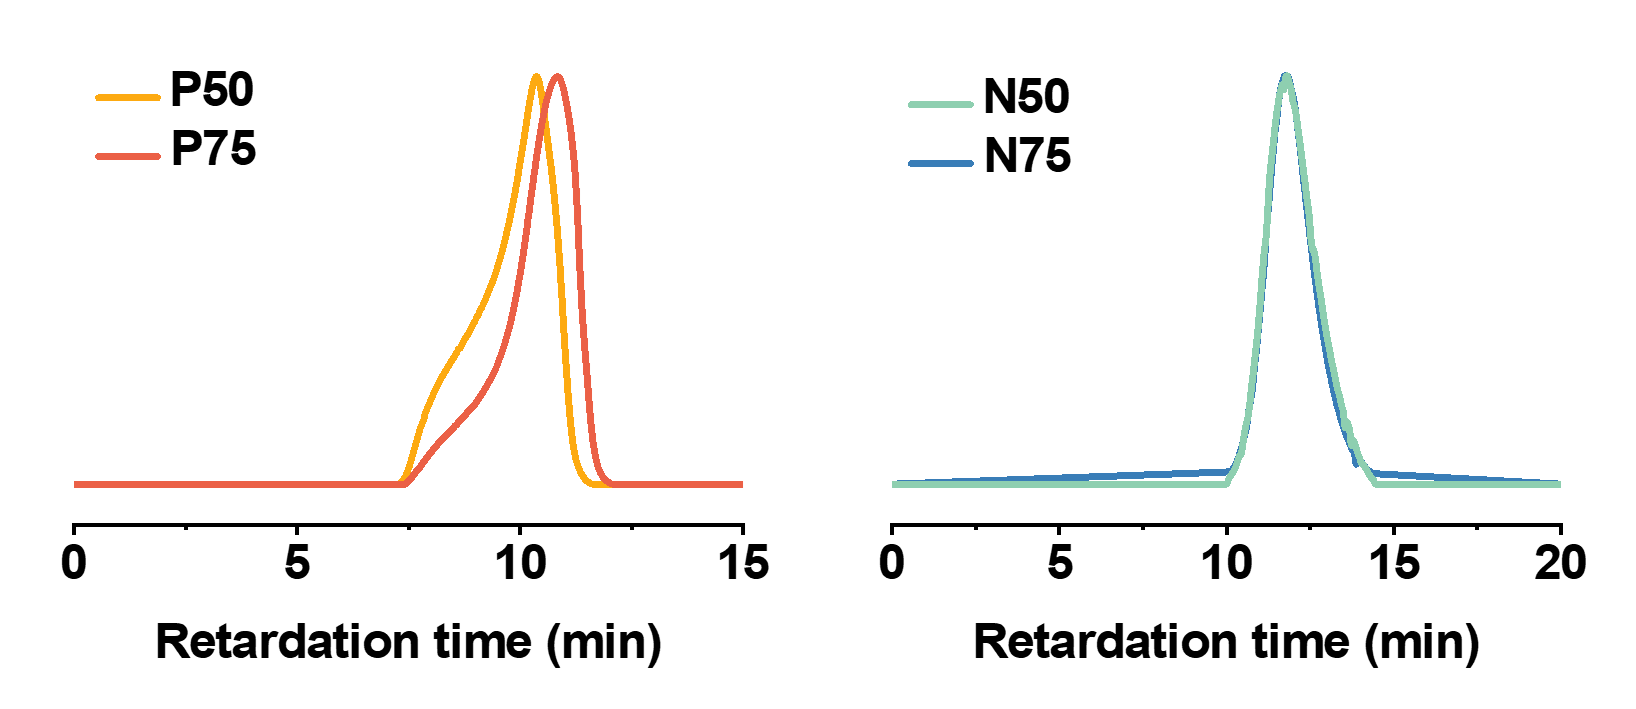 P50
P75
0 5 10 15
Retardation time (min)
N50
N75
0 5 10 15 20
Retardation time (min)